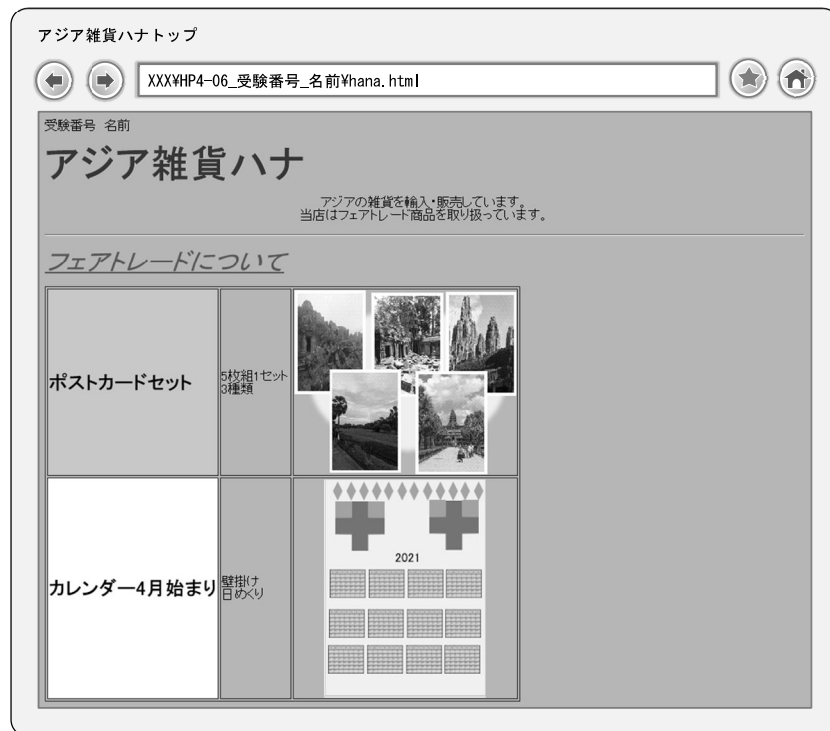 アジア雑貨ハナトップ
XXX¥HP4-06_受験番号_名前¥hana.html
受験番号 名前
アジア雑貨ハナ
アジアの雑貨を輸入・販売しています。
当店はフェアトレード商品を取り扱っています。
フェアトレードについて
ポストカードセット
5枚組1セット
3種類
2021
カレンダー4月始まり
壁掛け
日めくり